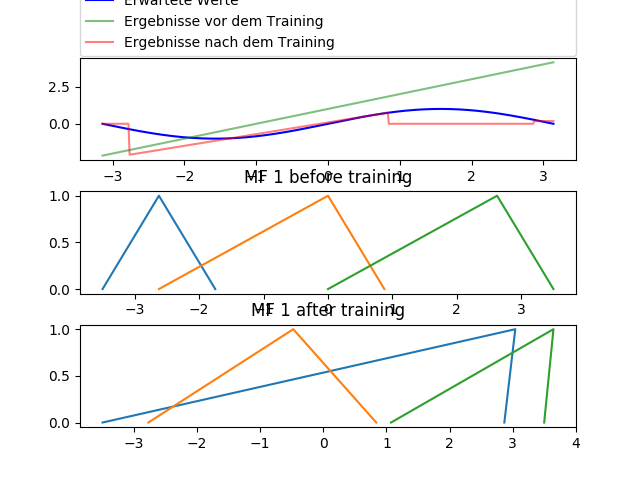 Erwartete Werte
Ergebnisse vor dem Training
Ergebnisse nach dem Training
2.5
0.0
−3 −2 −1 0 1 2 3
MF 1 before training
1.0
0.5
0.0
−3 −2 −1 0 1 2 3
MF 1 after training
1.0
0.5
0.0
−3 −2 −1 0 1 2 3 4